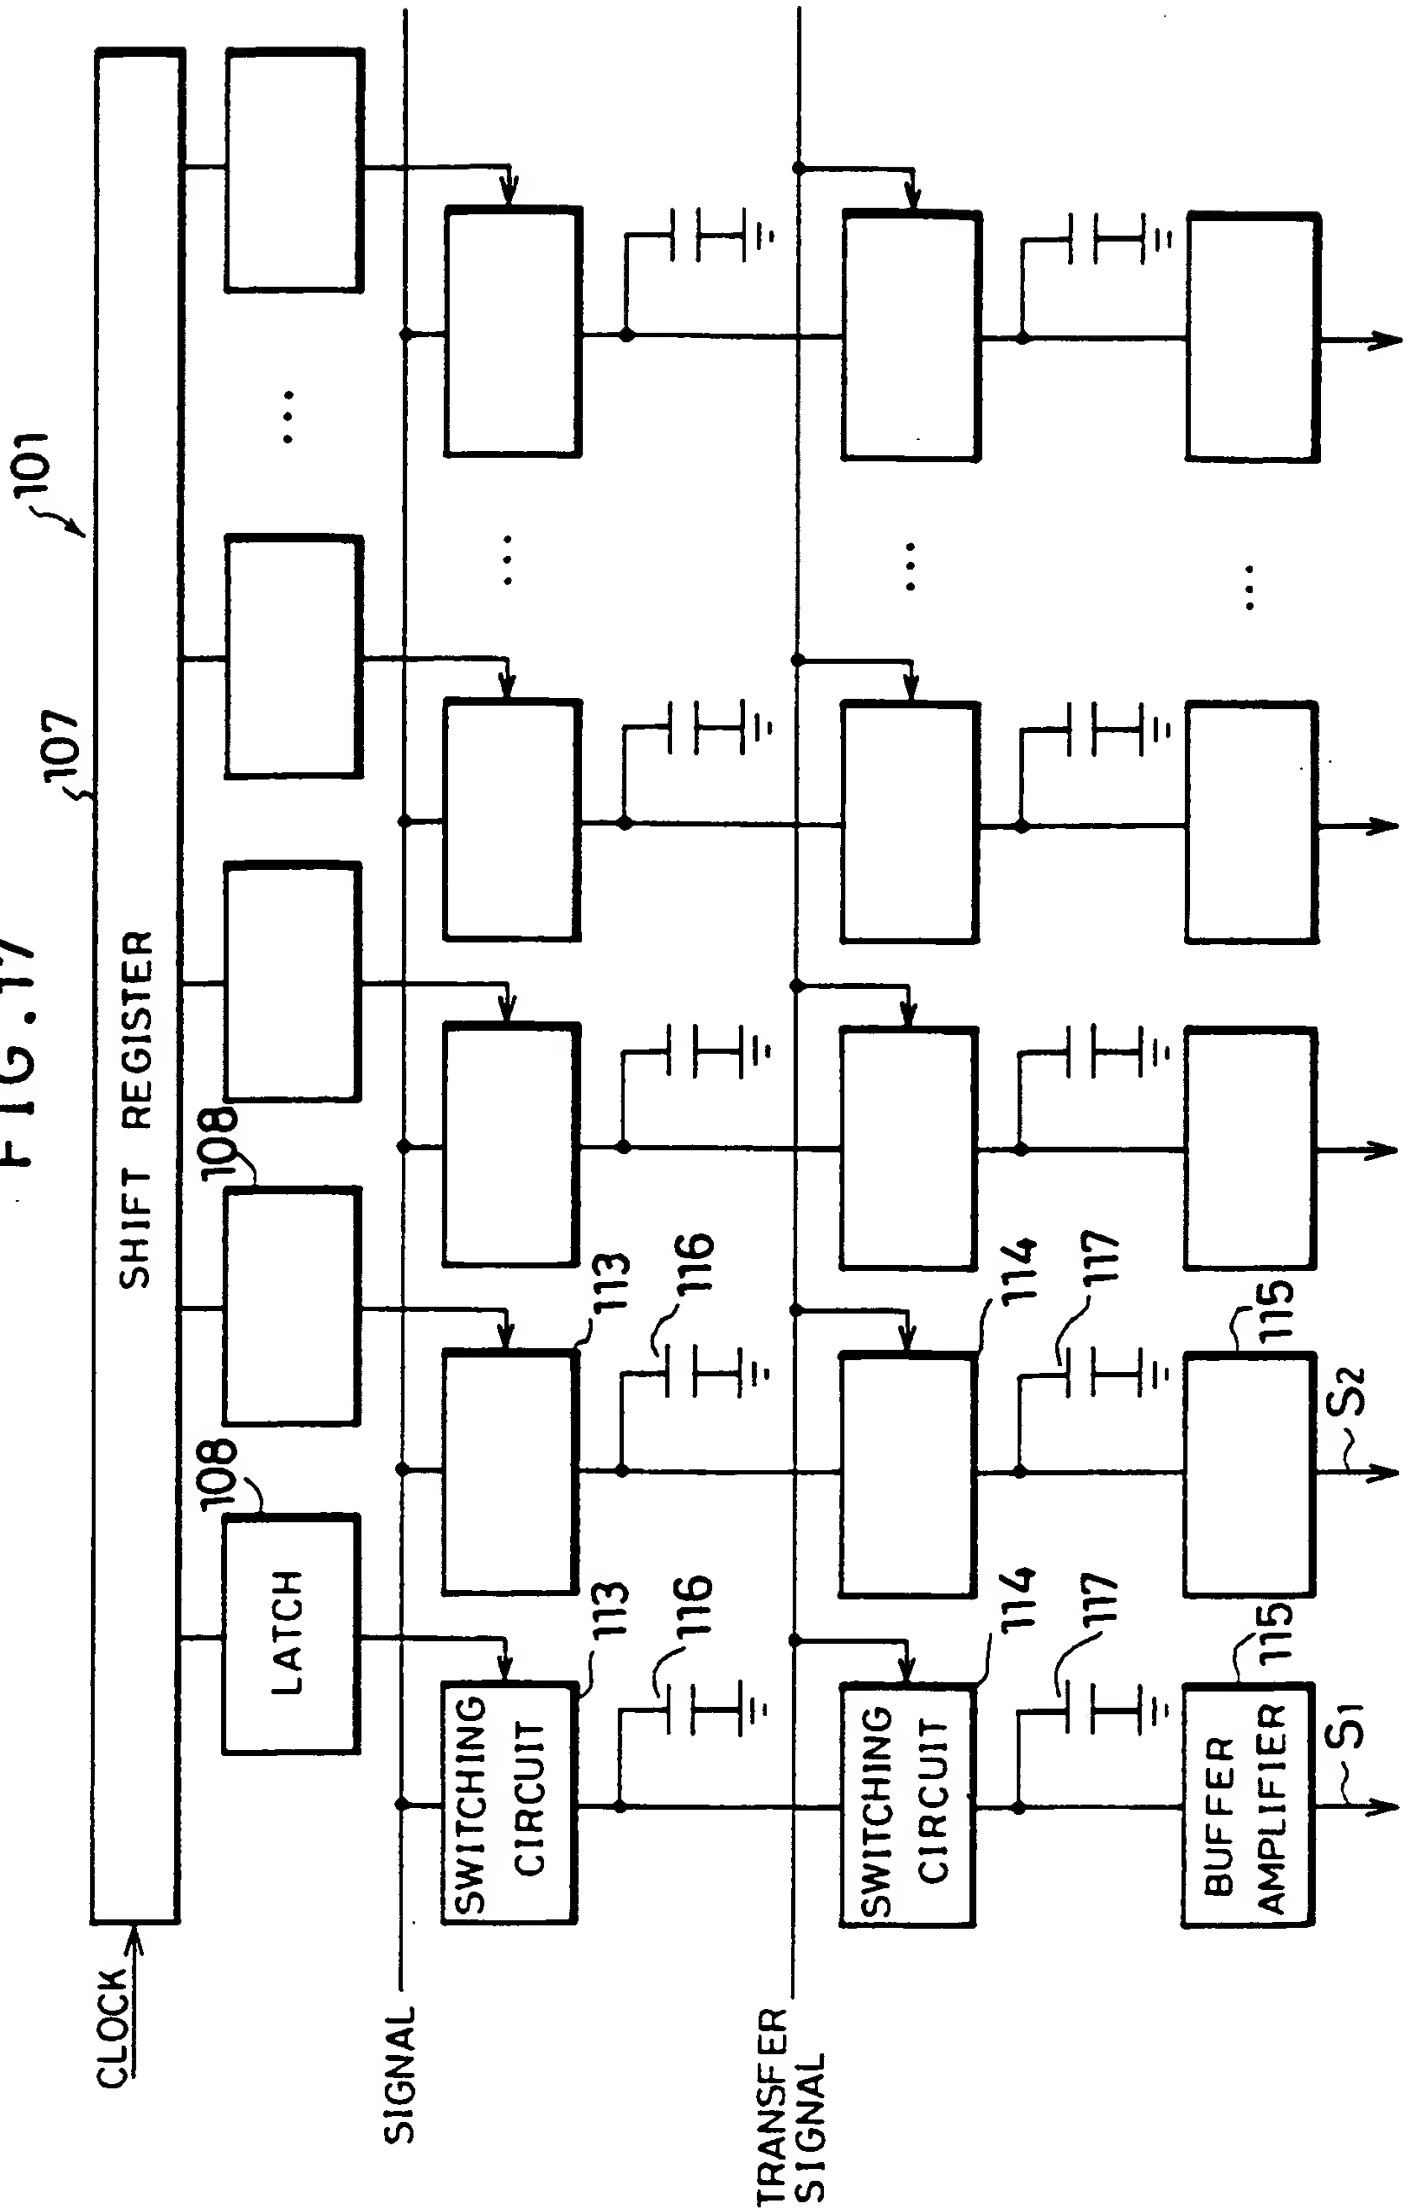 FIG.17
101
107
CLOCK
SHIFT REGISTER
108
108
LATCH
SIGNAL
SWITCHING
CIRCUIT
113
113
116
116
TRANSFER
SIGNAL
SWITCHING
CIRCUIT
114
114
117
117
BUFFER
AMPLIFIER
115
115
S1
S2